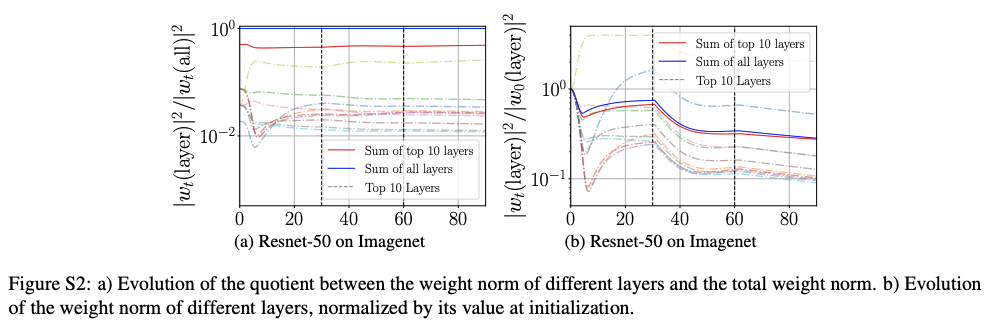 |w_t(layer)|^2/|w_t(all)|^2
10^0
10^{-2}
Sum of top 10 layers
Sum of all layers
Top 10 Layers
0 20 40 60 80
(a) Resnet-50 on Imagenet
|w_t(layer)|^2/|w_0(layer)|^2
10^0
10^{-1}
Sum of top 10 layers
Sum of all layers
Top 10 Layers
0 20 40 60 80
(b) Resnet-50 on Imagenet
Figure S2: a) Evolution of the quotient between the weight norm of different layers and the total weight norm. b) Evolution
of the weight norm of different layers, normalized by its value at initialization.